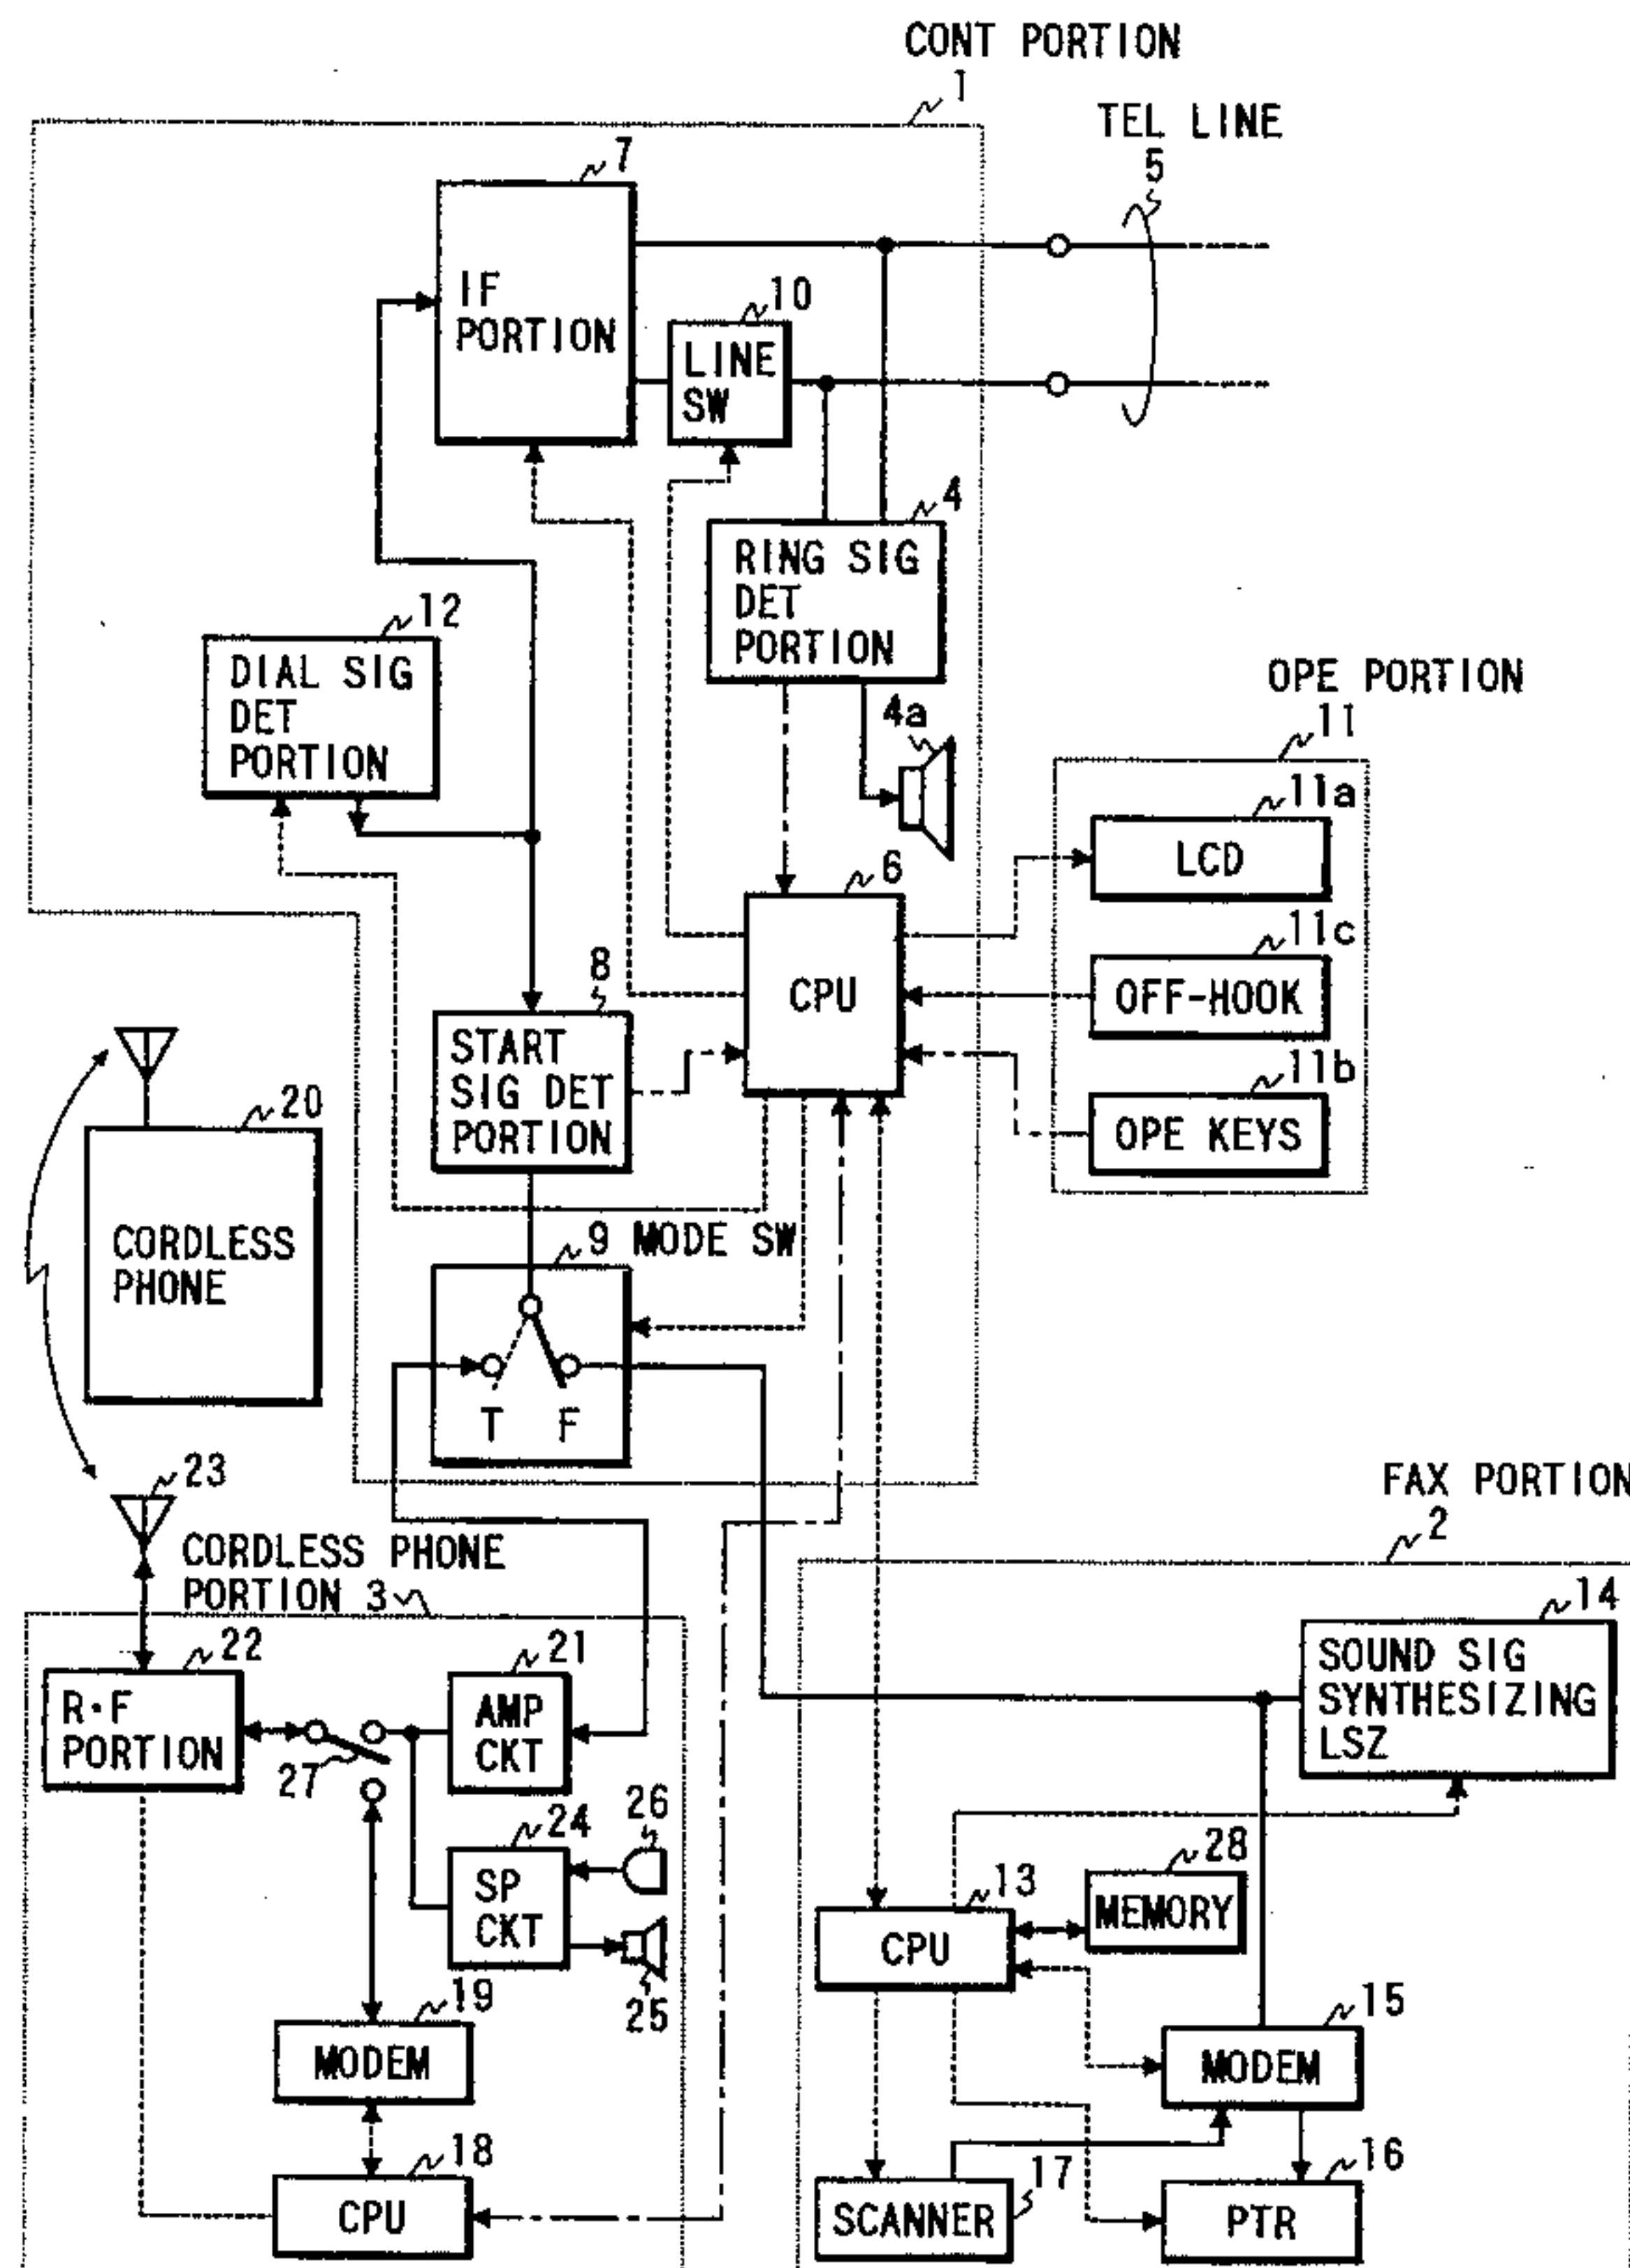 CONT PORTION
1
TEL LINE
5
7
IF
PORTION
10
LINE
SW
4
RING SIG
DET
PORTION
4a
12
DIAL SIG
DET
PORTION
OPE PORTION
11
11a
LCD
11c
OFF-HOOK
11b
OPE KEYS
6
CPU
8
START
SIG DET
PORTION
20
CORDLESS
PHONE
9 MODE SW
T F
23
CORDLESS PHONE
PORTION 3
FAX PORTION
2
22
R·F
PORTION
27
21
AMP
CKT
26
24
SP
CKT
25
19
MODEM
18
CPU
14
SOUND SIG
SYNTHESIZING
LSZ
28
MEMORY
13
CPU
15
MODEM
17
SCANNER
16
PTR